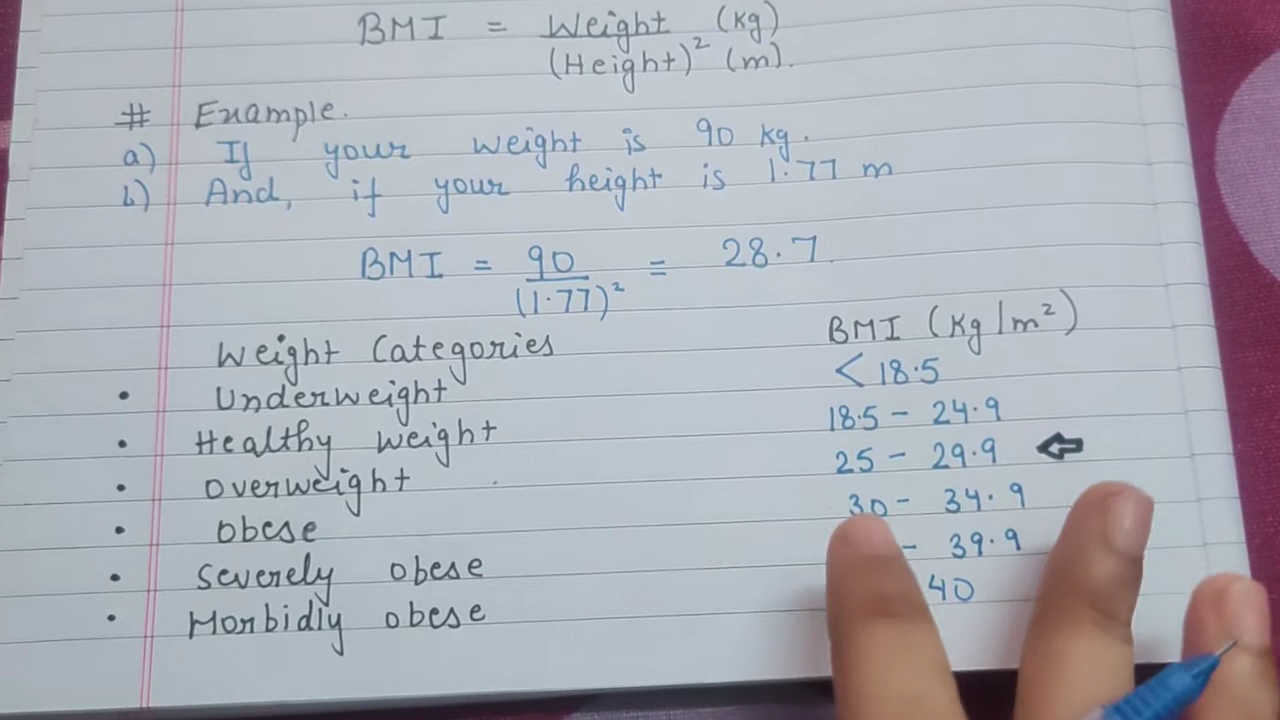 BMI = Weight (Kg)
(Height)² (m).
# Example.
a) If your weight is 90 kg.
b) And, if your height is 1.77 m
BMI = 90 = 28.7
(1.77)²
Weight Categories BMI (Kg/m²)
• Underweight < 18.5
• Healthy weight 18.5 - 24.9
• Overweight 25 - 29.9
• Obese 30 - 34.9
• Severely obese - 39.9
• Morbidly obese 40